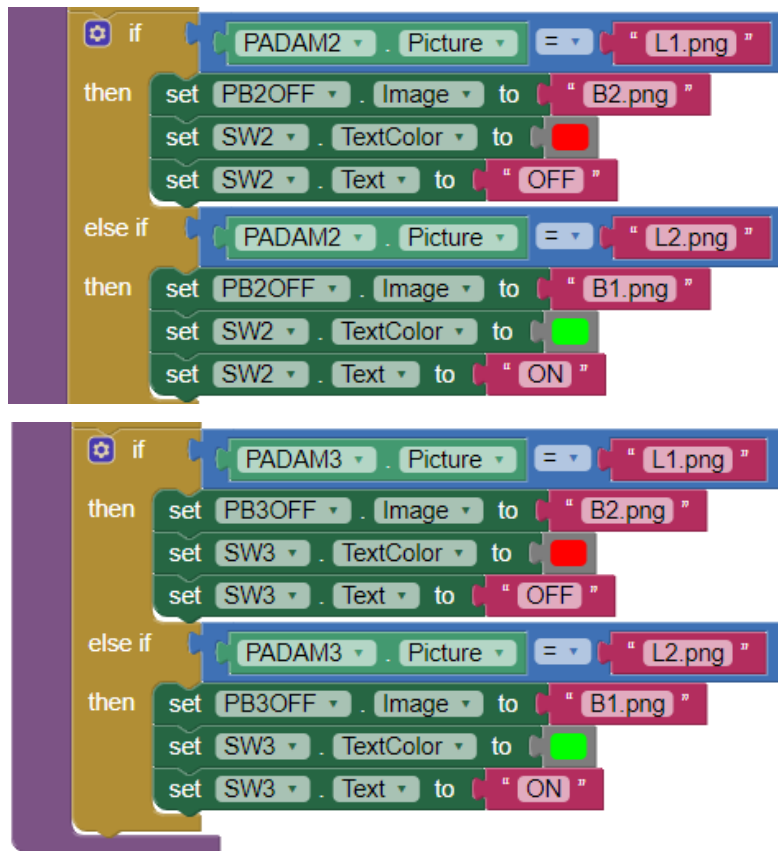 if PADAM2 . Picture = " L1.png "
then set PB2OFF . Image to " B2.png "
set SW2 . TextColor to
set SW2 . Text to " OFF "
else if PADAM2 . Picture = " L2.png "
then set PB2OFF . Image to " B1.png "
set SW2 . TextColor to
set SW2 . Text to " ON "
if PADAM3 . Picture = " L1.png "
then set PB3OFF . Image to " B2.png "
set SW3 . TextColor to
set SW3 . Text to " OFF "
else if PADAM3 . Picture = " L2.png "
then set PB3OFF . Image to " B1.png "
set SW3 . TextColor to
set SW3 . Text to " ON "